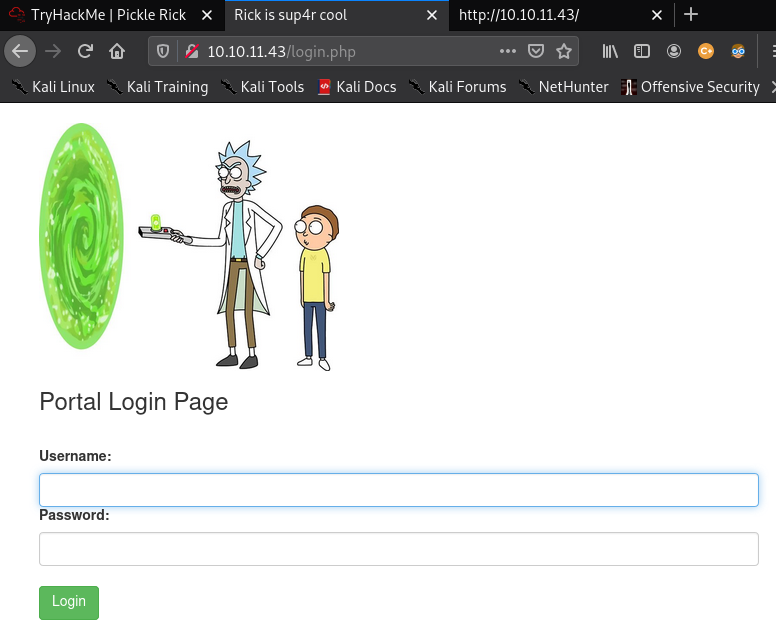 TryHackMe | Pickle Rick
Rick is sup4r cool
http://10.10.11.43/
10.10.11.43/login.php
Kali Linux
Kali Training
Kali Tools
Kali Docs
Kali Forums
NetHunter
Offensive Security
Portal Login Page
Username:
Password:
Login